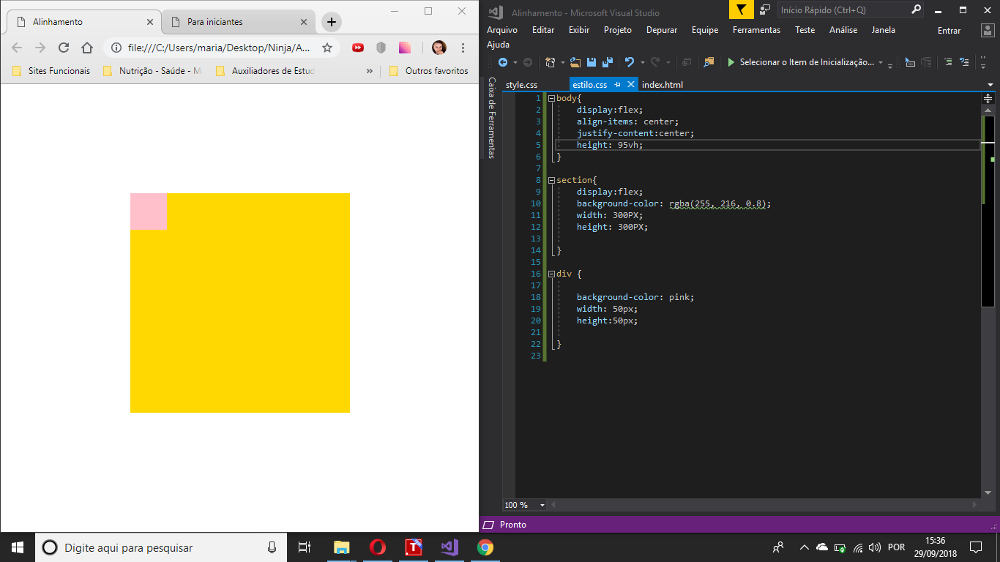 Alinhamento
Para iniciantes
file:///C:/Users/maria/Desktop/Ninja/A...
Sites Funcionais
Nutrição - Saúde - M
Auxiliadores de Estud
»
Outros favoritos
Alinhamento - Microsoft Visual Studio
Início Rápido (Ctrl+Q)
Arquivo Editar Exibir Projeto Depurar Equipe Ferramentas Teste Análise Janela Entrar
Ajuda
Selecionar o Item de Inicialização...
Caixa de Ferramentas
style.css estilo.css index.html
1 body{
2 display:flex;
3 align-items: center;
4 justify-content:center;
5 height: 95vh;
6 }
7
8 section{
9 display:flex;
10 background-color: rgba(255, 216, 0.8);
11 width: 300PX;
12 height: 300PX;
13
14 }
15
16 div {
17
18 background-color: pink;
19 width: 50px;
20 height:50px;
21
22 }
23
100 %
Pronto
Digite aqui para pesquisar
POR
15:36
29/09/2018